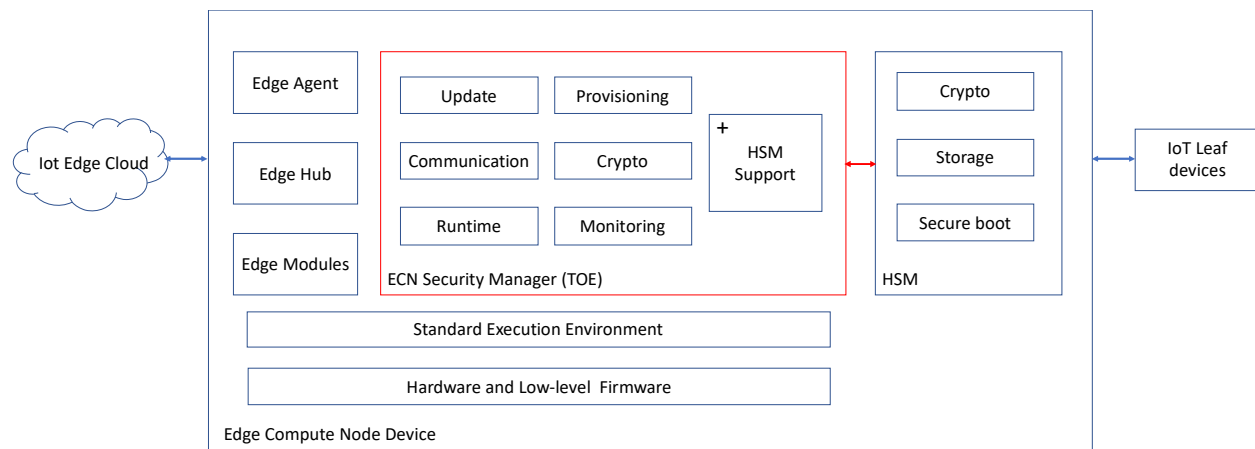 Iot Edge Cloud
Edge Agent
Edge Hub
Edge Modules
Update
Provisioning
Communication
Crypto
Runtime
Monitoring
+
HSM
Support
ECN Security Manager (TOE)
Crypto
Storage
Secure boot
HSM
IoT Leaf
devices
Standard Execution Environment
Hardware and Low-level Firmware
Edge Compute Node Device